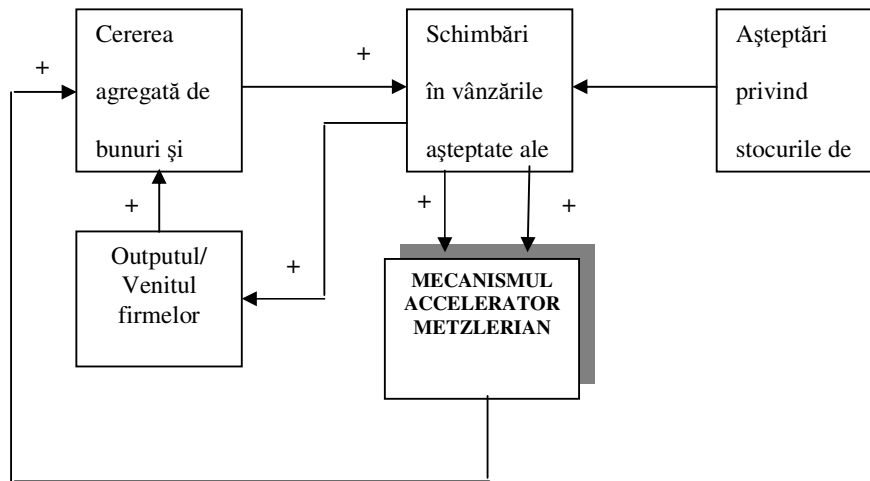 Cererea
agregată de
bunuri şi
+
+
Schimbări
în vânzările
aşteptate ale
Aşteptări
privind
stocurile de
+
+
+
+
Outputul/
Venitul
firmelor
MECANISMUL
ACCELERATOR
METZLERIAN